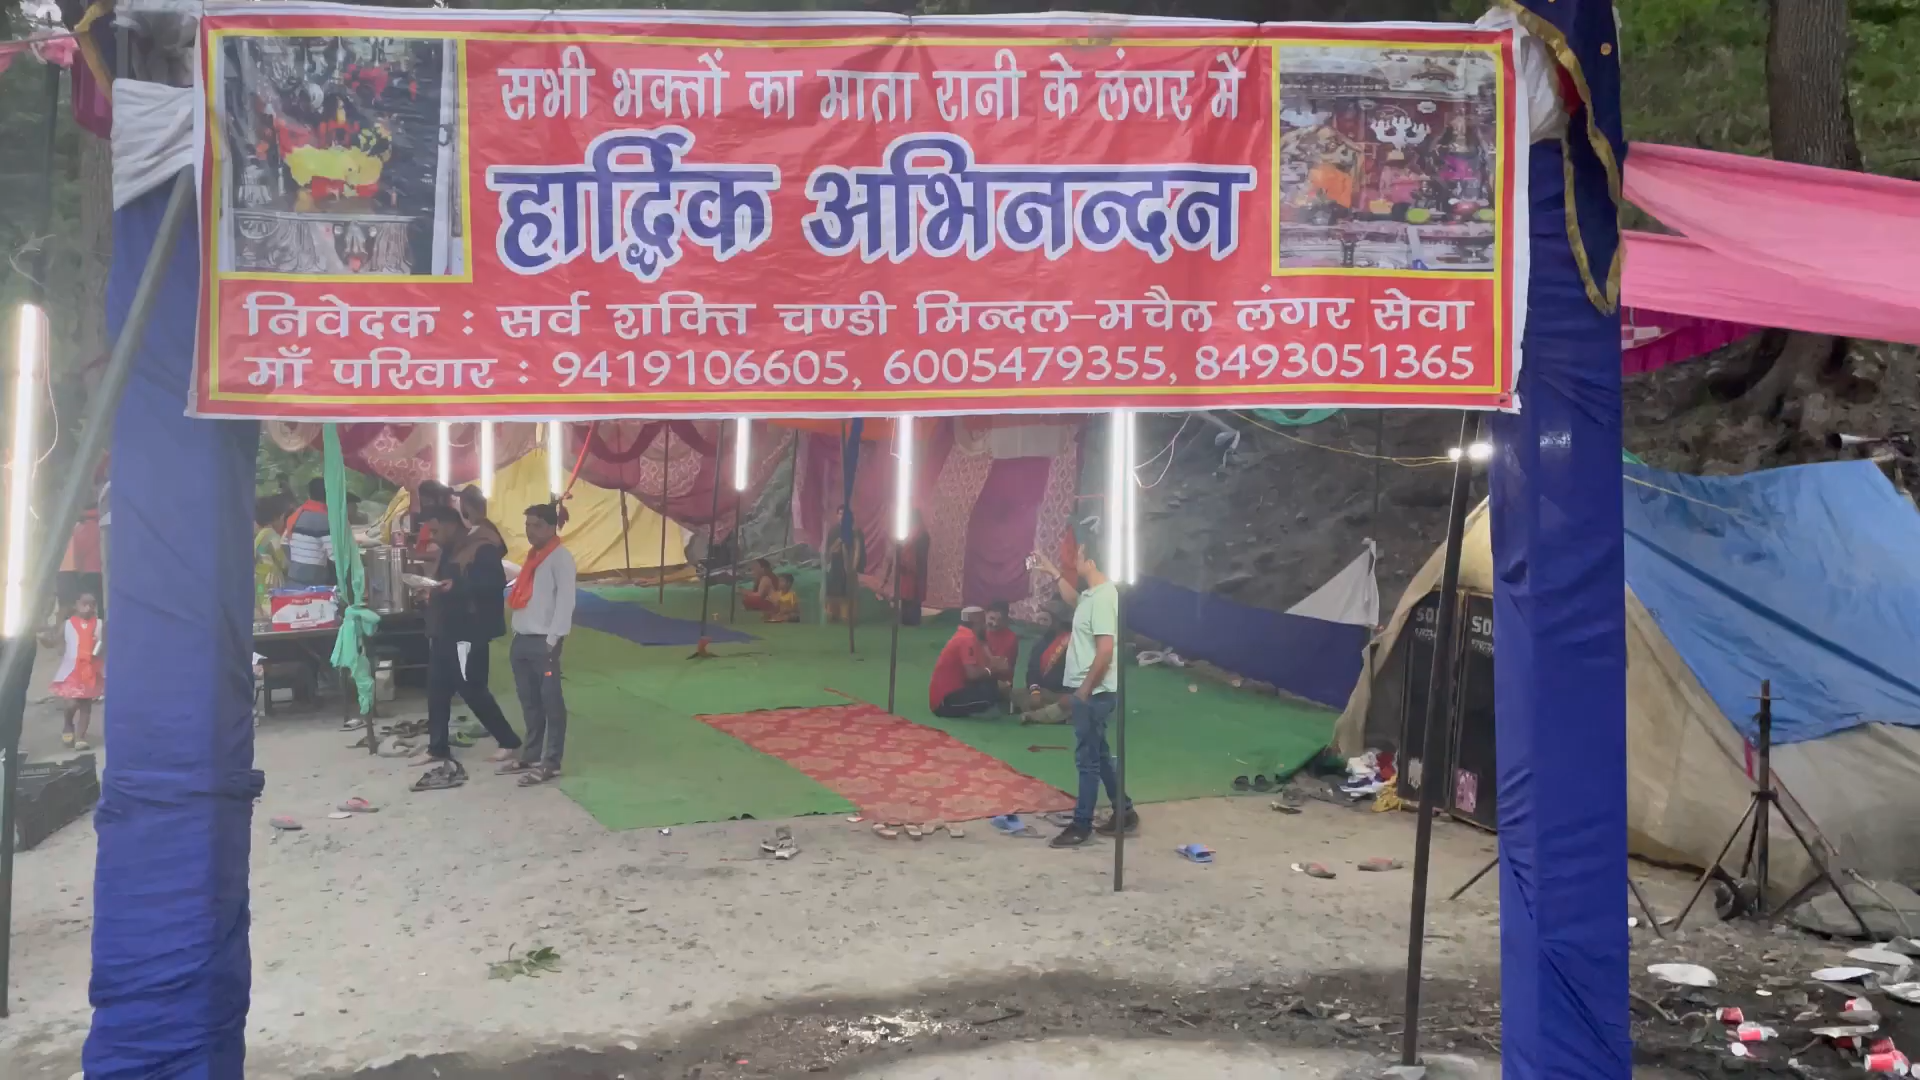 सभी भक्तों का माता रानी के लंगर में
हार्द्धिक अभिनन्दन
निवेदक : सर्व शक्ति चण्डी मिन्दल-मचैल लंगर सेवा
माँ परिवार : 9419106605, 6005479355, 8493051365